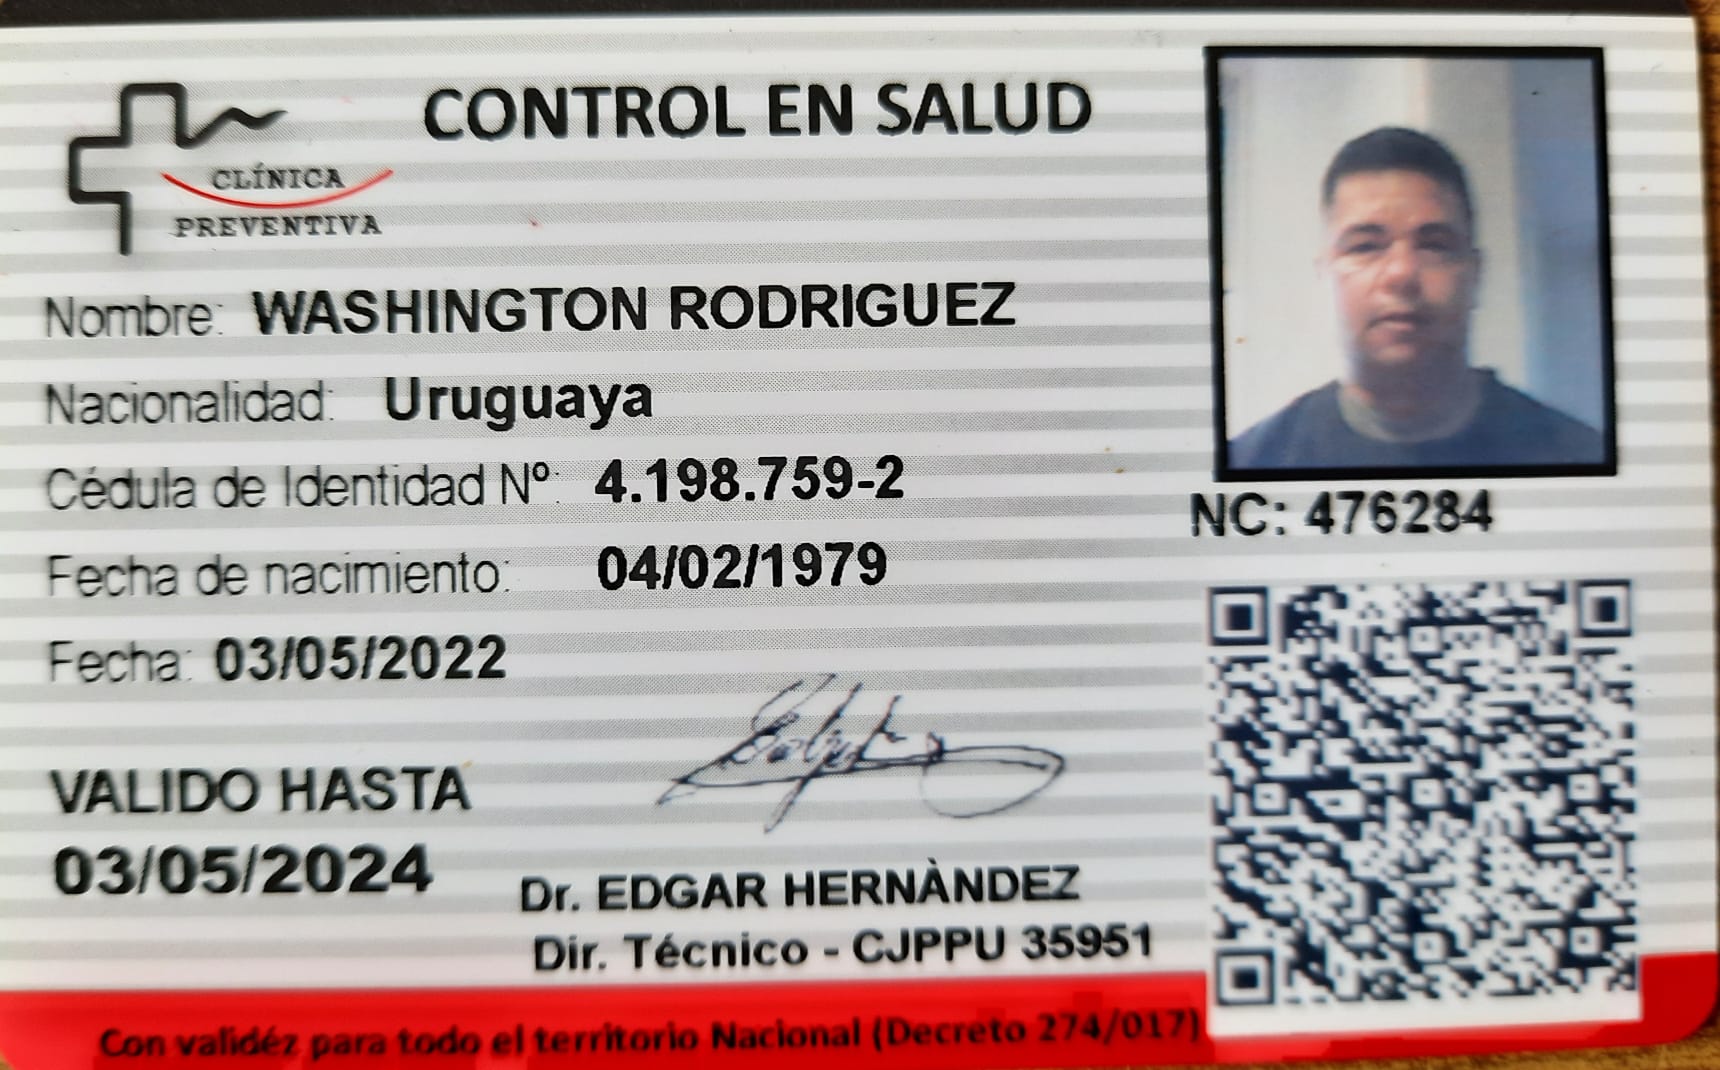 CONTROL EN SALUD
CLÍNICA
PREVENTIVA
Nombre: WASHINGTON RODRIGUEZ
Nacionalidad: Uruguaya
Cédula de Identidad Nº: 4.198.759-2
Fecha de nacimiento: 04/02/1979
Fecha: 03/05/2022
VALIDO HASTA
03/05/2024
Dr. EDGAR HERNÀNDEZ
Dir. Técnico - CJPPU 35951
NC: 476284
Con validéz para todo el territorio Nacional (Decreto 274/017)